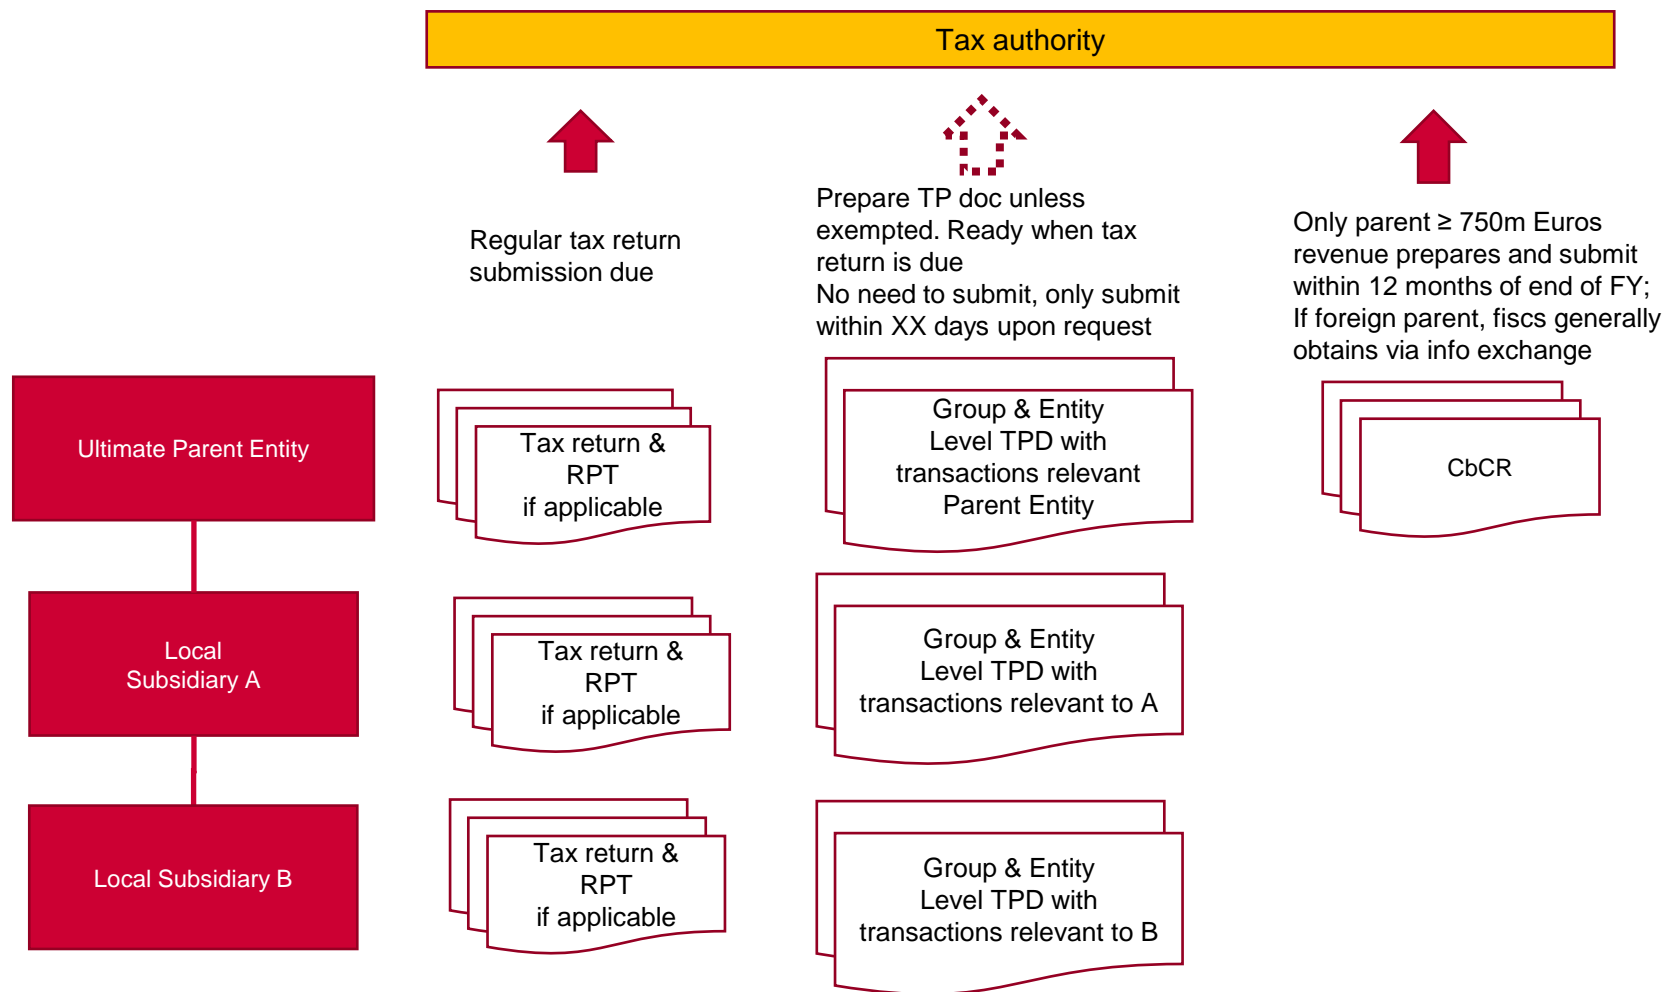 Tax authority
Regular tax return
submission due
Prepare TP doc unless
exempted. Ready when tax
return is due
No need to submit, only submit
within XX days upon request
Only parent ≥ 750m Euros
revenue prepares and submit
within 12 months of end of FY;
If foreign parent, fiscs generally
obtains via info exchange
Ultimate Parent Entity
Tax return &
RPT
if applicable
Group & Entity
Level TPD with
transactions relevant
Parent Entity
CbCR
Local
Subsidiary A
Tax return &
RPT
if applicable
Group & Entity
Level TPD with
transactions relevant to A
Local Subsidiary B
Tax return &
RPT
if applicable
Group & Entity
Level TPD with
transactions relevant to B